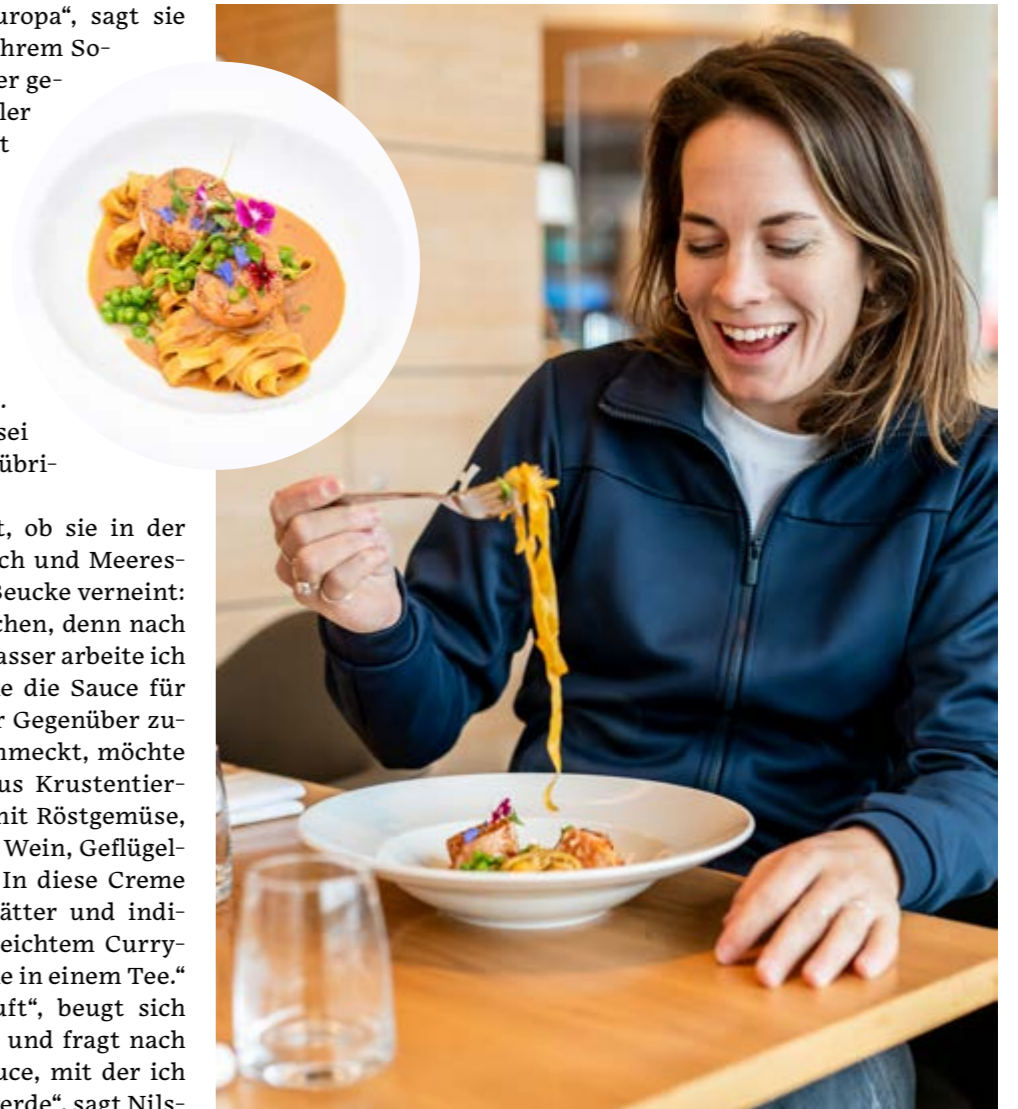 uropa“, sagt sie
hrem So-
er ge-
ler
t
.
sei
übri-
t, ob sie in der
ch und Meeres-
Beucke verneint:
chen, denn nach
asser arbeite ich
e die Sauce für
r Gegenüber zu-
hmeckt, möchte
us Krustentier-
mit Röstgemüse,
Wein, Geflügel-
In diese Creme
ätter und indi-
eichtem Curry-
e in einem Tee.“
uft“, beugt sich
und fragt nach
uce, mit der ich
erde“, sagt Nils-